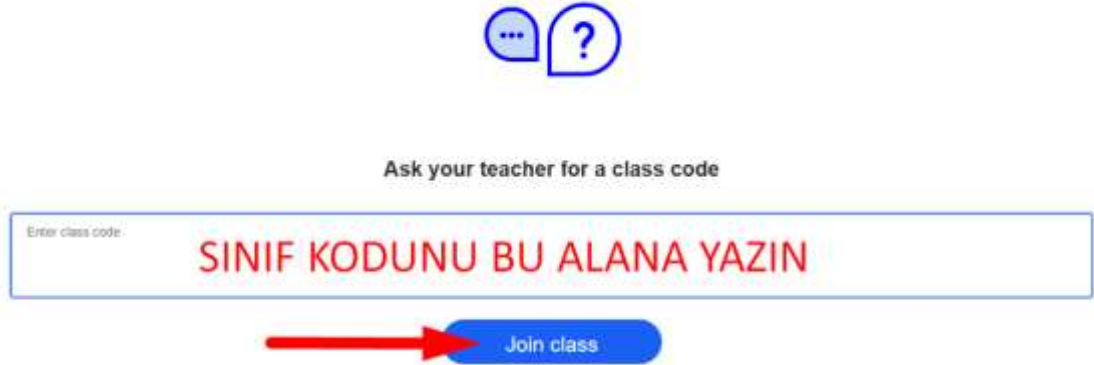 Ask your teacher for a class code
Enter class code
SINIF KODUNU BU ALANA YAZIN
Join class